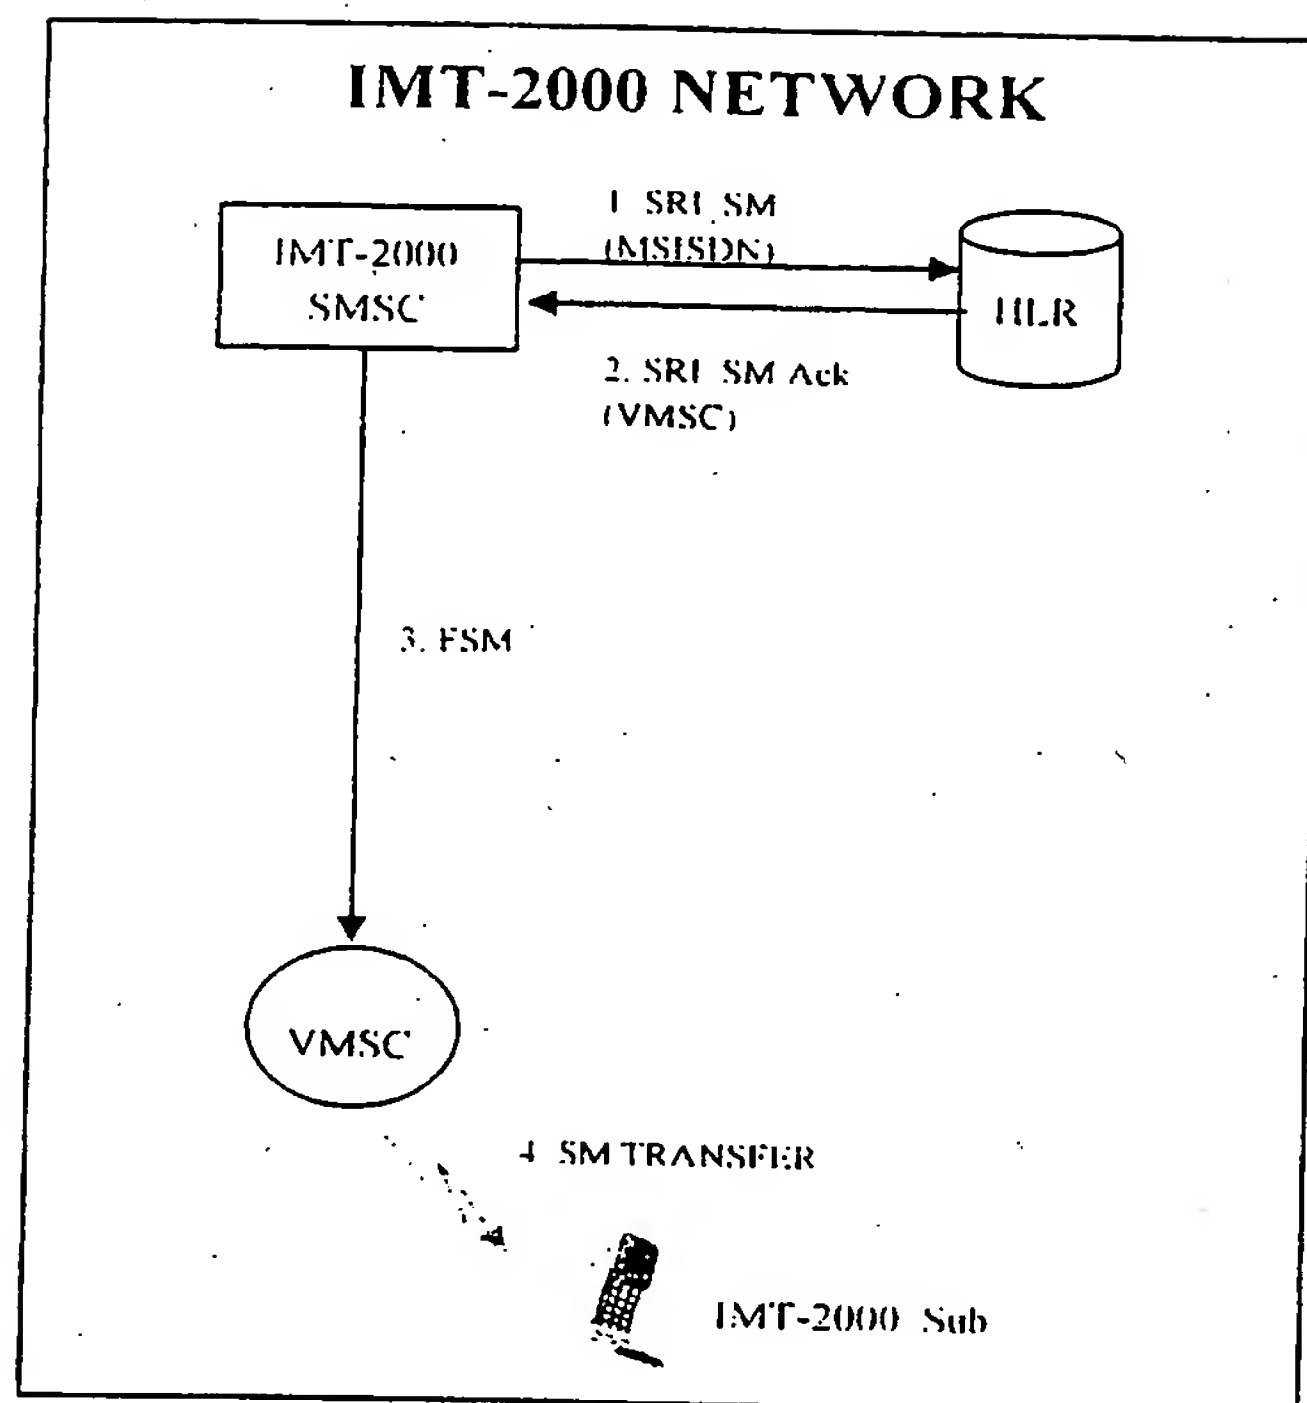 IMT-2000 NETWORK
1. SRI_SM
(MSISDN)
IMT-2000
SMSC
HLR
2. SRI_SM Ack
(VMSC)
3. FSM
VMSC
4. SM TRANSFER
IMT-2000 Sub